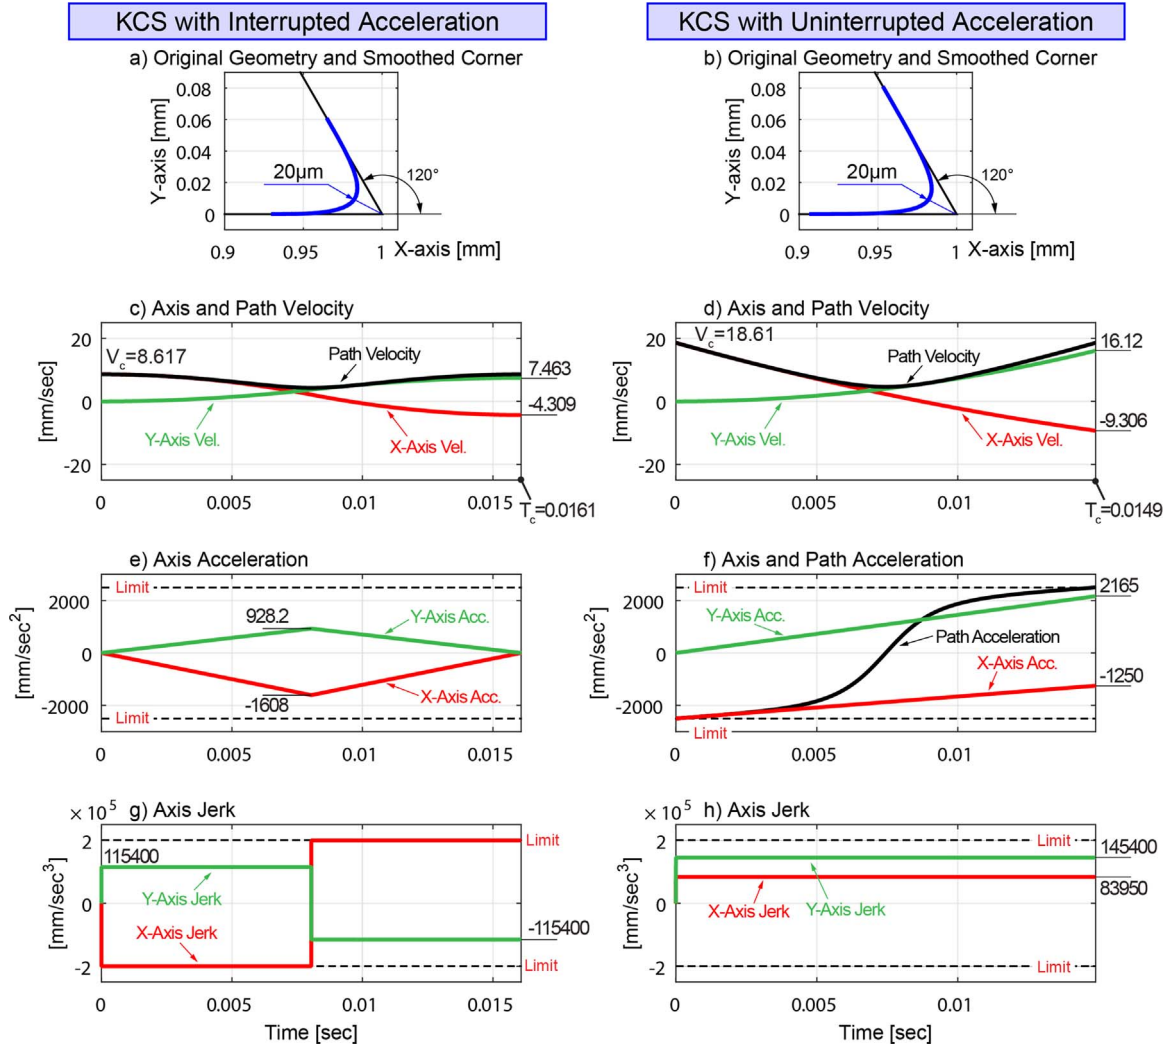 KCS with Interrupted Acceleration
a) Original Geometry and Smoothed Corner
Y-axis [mm]
0.08
0.06
0.04
0.02
0
20µm
120°
0.9 0.95 1 X-axis [mm]
c) Axis and Path Velocity
[mm/sec]
20
0
-20
Vc=8.617
Path Velocity
7.463
-4.309
Y-Axis Vel.
X-Axis Vel.
0 0.005 0.01 0.015
Tc=0.0161
e) Axis Acceleration
[mm/sec²]
2000
0
-2000
Limit
928.2
Y-Axis Acc.
X-Axis Acc.
-1608
Limit
0 0.005 0.01 0.015
g) Axis Jerk
× 10⁵
[mm/sec³]
2
0
-2
Limit
115400
Y-Axis Jerk
X-Axis Jerk
-115400
Limit
0 0.005 0.01 0.015
Time [sec]
KCS with Uninterrupted Acceleration
b) Original Geometry and Smoothed Corner
Y-axis [mm]
0.08
0.06
0.04
0.02
0
20µm
120°
0.9 0.95 1 X-axis [mm]
d) Axis and Path Velocity
20
0
-20
Vc=18.61
Path Velocity
16.12
-9.306
Y-Axis Vel.
X-Axis Vel.
[mm/sec]
0 0.005 0.01
Tc=0.0149
f) Axis and Path Acceleration
[mm/sec²]
2000
0
-2000
Limit
2165
Y-Axis Acc.
Path Acceleration
X-Axis Acc.
-1250
Limit
0 0.005 0.01
h) Axis Jerk
× 10⁵
[mm/sec³]
2
0
-2
Limit
145400
83950
X-Axis Jerk
Y-Axis Jerk
Limit
0 0.005 0.01
Time [sec]